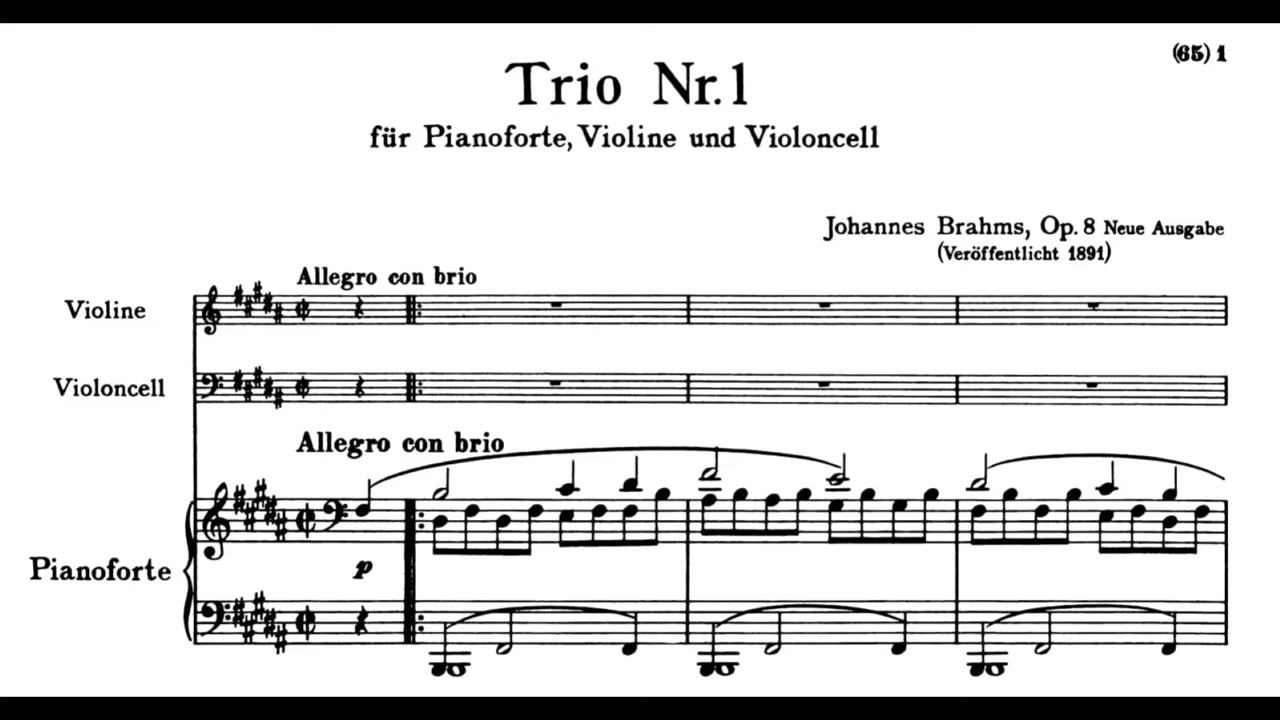 (65) 1
Trio Nr. 1
für Pianoforte, Violine und Violoncell
Johannes Brahms, Op. 8 Neue Ausgabe
(Veröffentlicht 1891)
Allegro con brio
Violine
Violoncell
Allegro con brio
Pianoforte
p